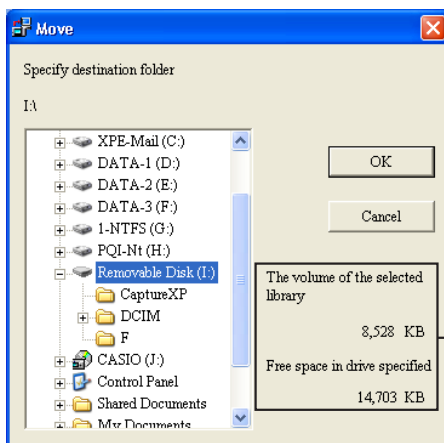 Move
Specify destination folder
I:\
XPE-Mail (C:)
DATA-1 (D:)
DATA-2 (E:)
DATA-3 (F:)
1-NTFS (G:)
PQI-Nt (H:)
Removable Disk (I:)
CaptureXP
DCIM
F
CASIO (J:)
Control Panel
Shared Documents
My Documents
OK
Cancel
The volume of the selected
library
8,528 KB
Free space in drive specified
14,703 KB